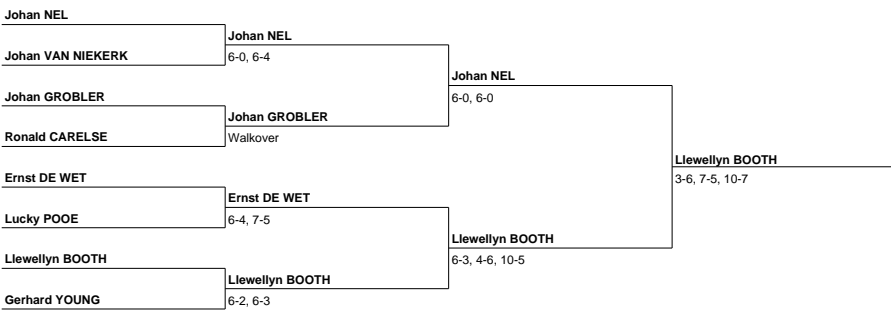 Johan NEL
Johan NEL
Johan VAN NIEKERK
6-0, 6-4
Johan NEL
Johan GROBLER
6-0, 6-0
Johan GROBLER
Ronald CARELSE
Walkover
Llewellyn BOOTH
Ernst DE WET
3-6, 7-5, 10-7
Ernst DE WET
Lucky POOE
6-4, 7-5
Llewellyn BOOTH
Llewellyn BOOTH
6-3, 4-6, 10-5
Llewellyn BOOTH
Gerhard YOUNG
6-2, 6-3